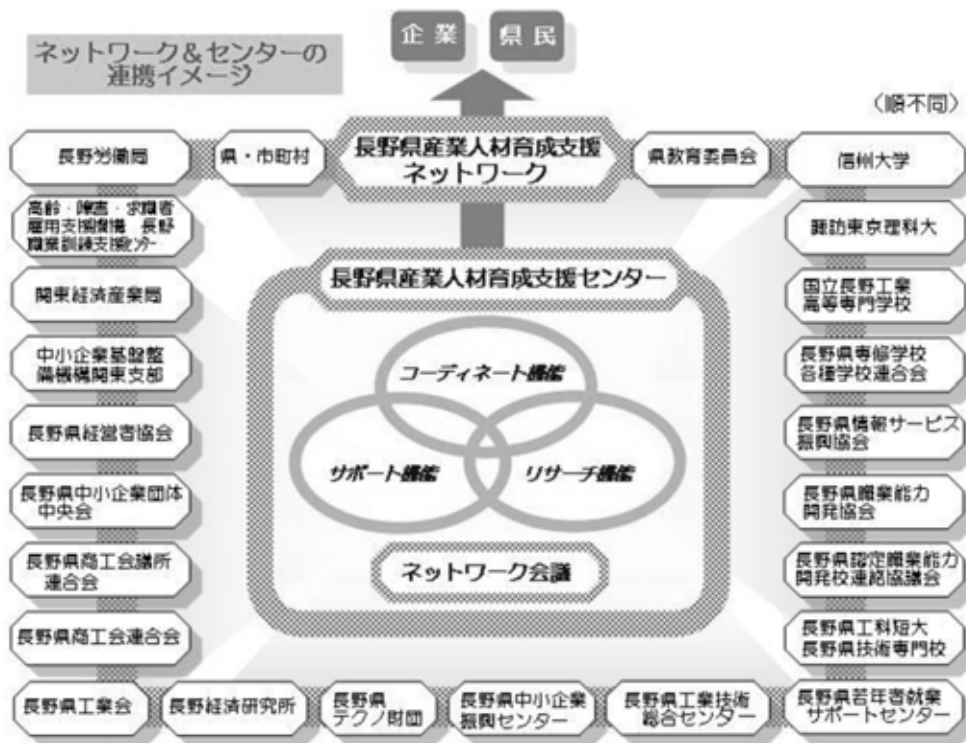 ネットワーク&センターの
連携イメージ
企業
県民
〈順不同〉
長野労働局
県・市町村
長野県産業人材育成支援
ネットワーク
県教育委員会
信州大学
高齢・障害・求職者
雇用支援機構 長野
職業訓練支援センター
関東経済産業局
中小企業基盤整
備機構関東支部
長野県経営者協会
長野県中小企業団体
中央会
長野県商工会議所
連合会
長野県商工会連合会
長野県産業人材育成支援センター
コーディネート機能
サポート機能
リサーチ機能
ネットワーク会議
諏訪東京理科大
国立長野工業
高等専門学校
長野県専修学校
各種学校連合会
長野県情報サービス
振興協会
長野県職業能力
開発協会
長野県認定職業能力
開発校連絡協議会
長野県工科短大
長野県技術専門校
長野県工業会
長野経済研究所
長野県
テクノ財団
長野県中小企業
振興センター
長野県工業技術
総合センター
長野県若年者就業
サポートセンター